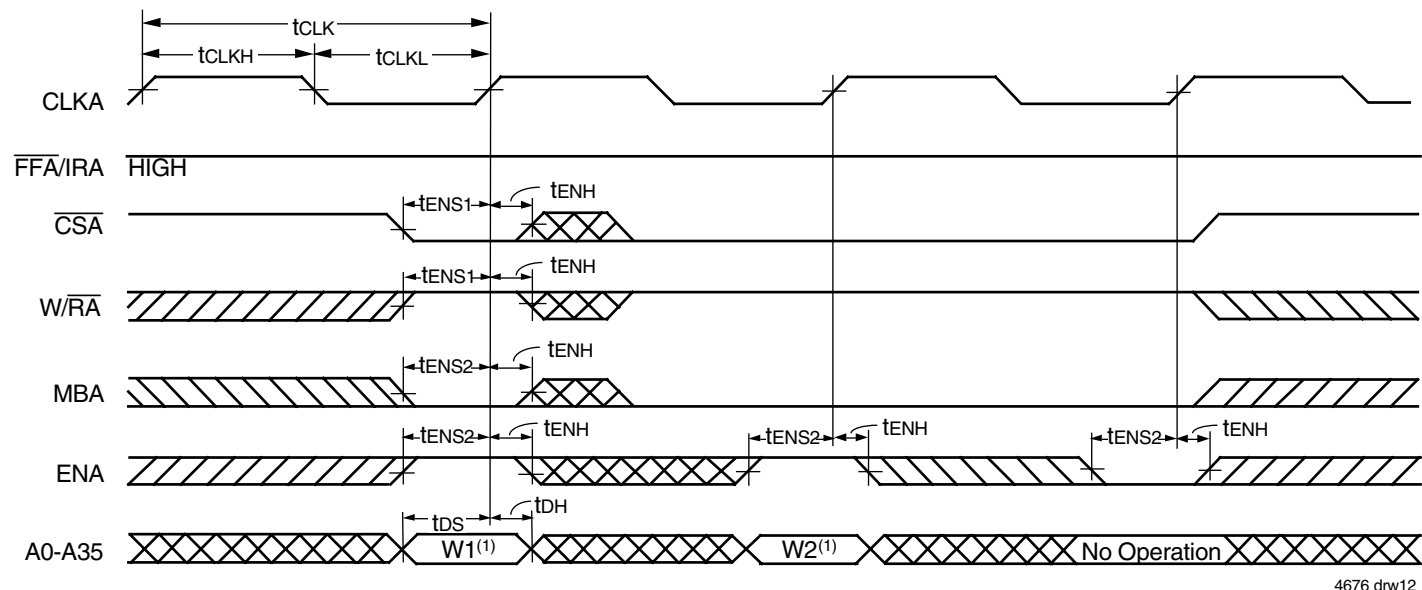 tCLK
tCLKH
tCLKL
CLKA
FFA/IRA
HIGH
tENS1
tENH
CSA
tENS1
tENH
W/RA
tENS2
tENH
MBA
tENS2
tENH
tENS2
tENH
tENS2
tENH
ENA
tDS
tDH
A0-A35
W1(1)
W2(1)
No Operation
4676 drw12